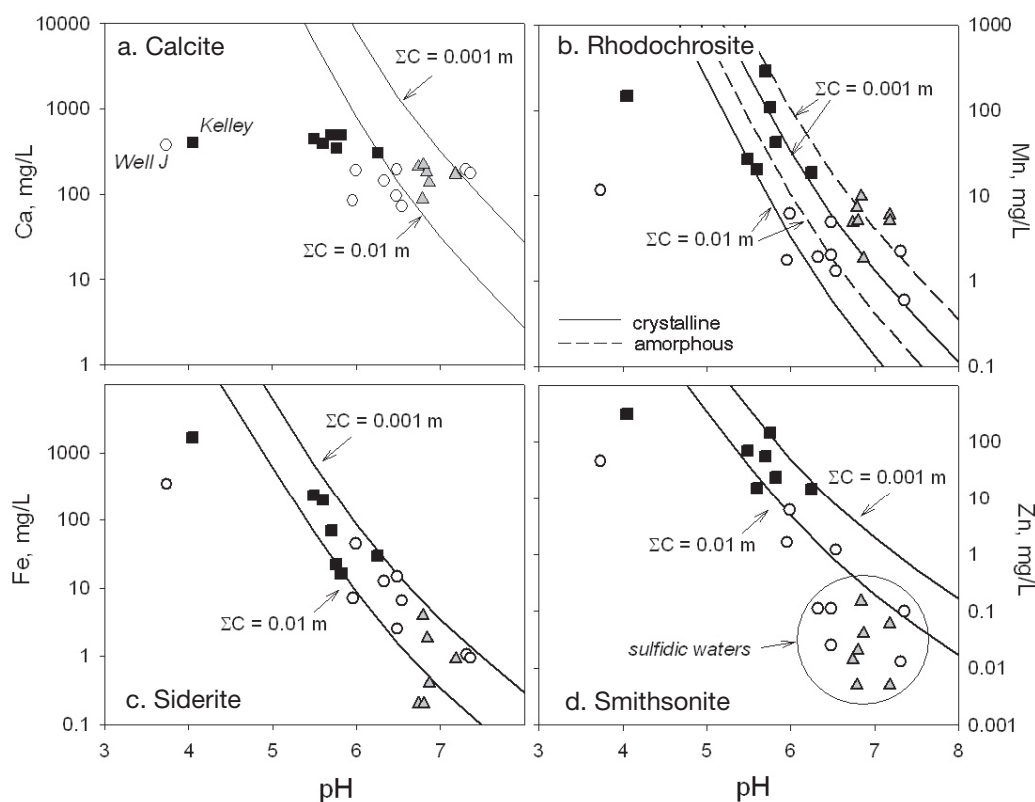 a. Calcite
10000
1000
100
10
1
Ca, mg/L
Well J
Kelley
ΣC = 0.001 m
ΣC = 0.01 m
b. Rhodochrosite
ΣC = 0.001 m
ΣC = 0.01 m
crystalline
amorphous
1000
100
10
1
0.1
Mn, mg/L
c. Siderite
1000
100
10
1
0.1
Fe, mg/L
ΣC = 0.001 m
ΣC = 0.01 m
3 4 5 6 7
pH
d. Smithsonite
ΣC = 0.001 m
ΣC = 0.01 m
sulfidic waters
100
10
1
0.1
0.01
0.001
Zn, mg/L
3 4 5 6 7 8
pH